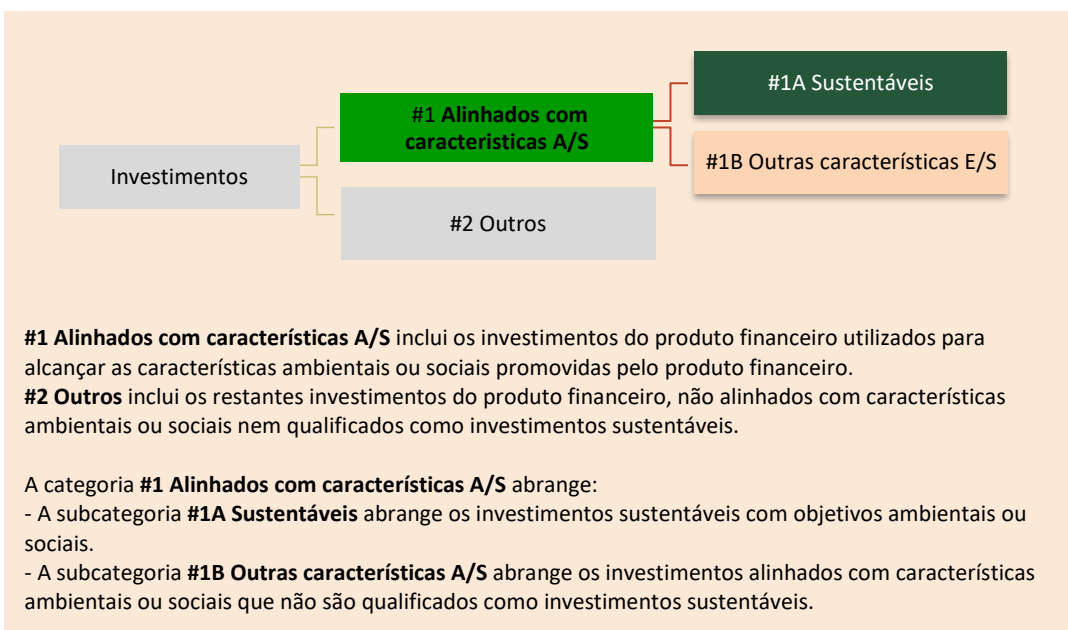 #1A Sustentáveis
#1 Alinhados com
caracteristicas A/S
#1B Outras características E/S
Investimentos
#2 Outros
#1 Alinhados com características A/S inclui os investimentos do produto financeiro utilizados para
alcançar as características ambientais ou sociais promovidas pelo produto financeiro.
#2 Outros inclui os restantes investimentos do produto financeiro, não alinhados com características
ambientais ou sociais nem qualificados como investimentos sustentáveis.
A categoria #1 Alinhados com características A/S abrange:
- A subcategoria #1A Sustentáveis abrange os investimentos sustentáveis com objetivos ambientais ou
sociais.
- A subcategoria #1B Outras características A/S abrange os investimentos alinhados com características
ambientais ou sociais que não são qualificados como investimentos sustentáveis.